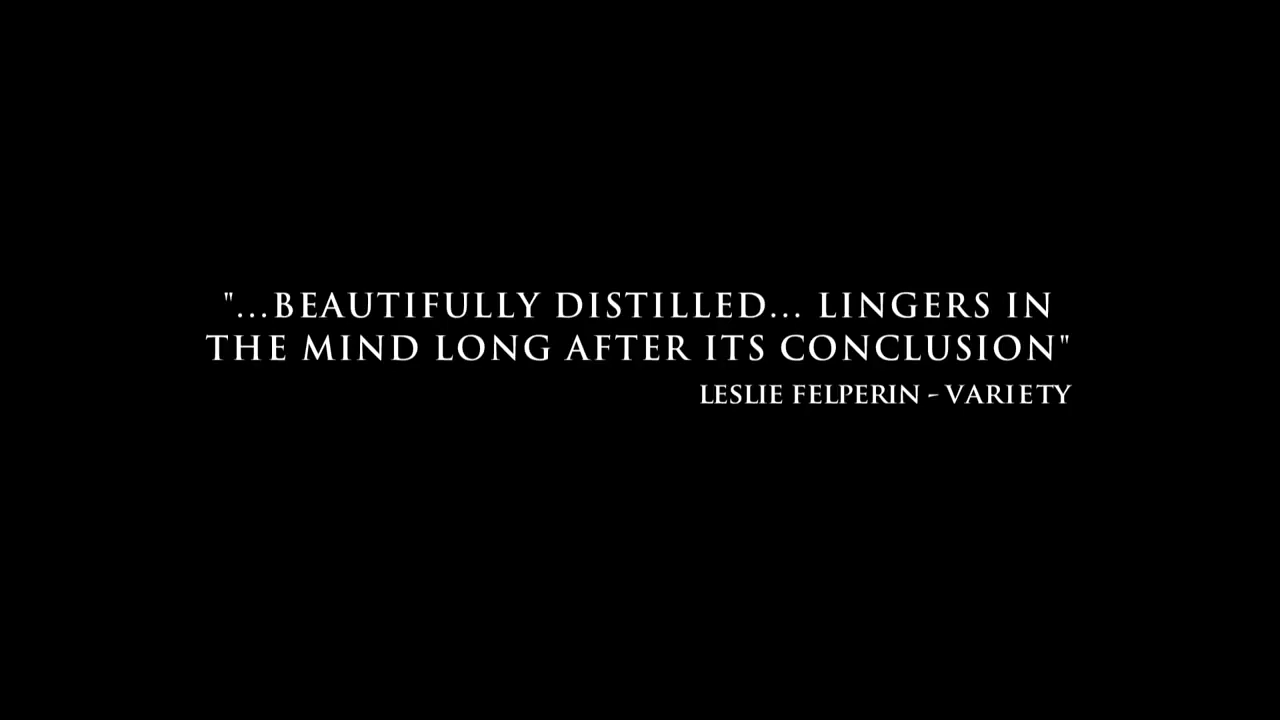 "...BEAUTIFULLY DISTILLED... LINGERS IN
THE MIND LONG AFTER ITS CONCLUSION"
LESLIE FELPERIN - VARIETY